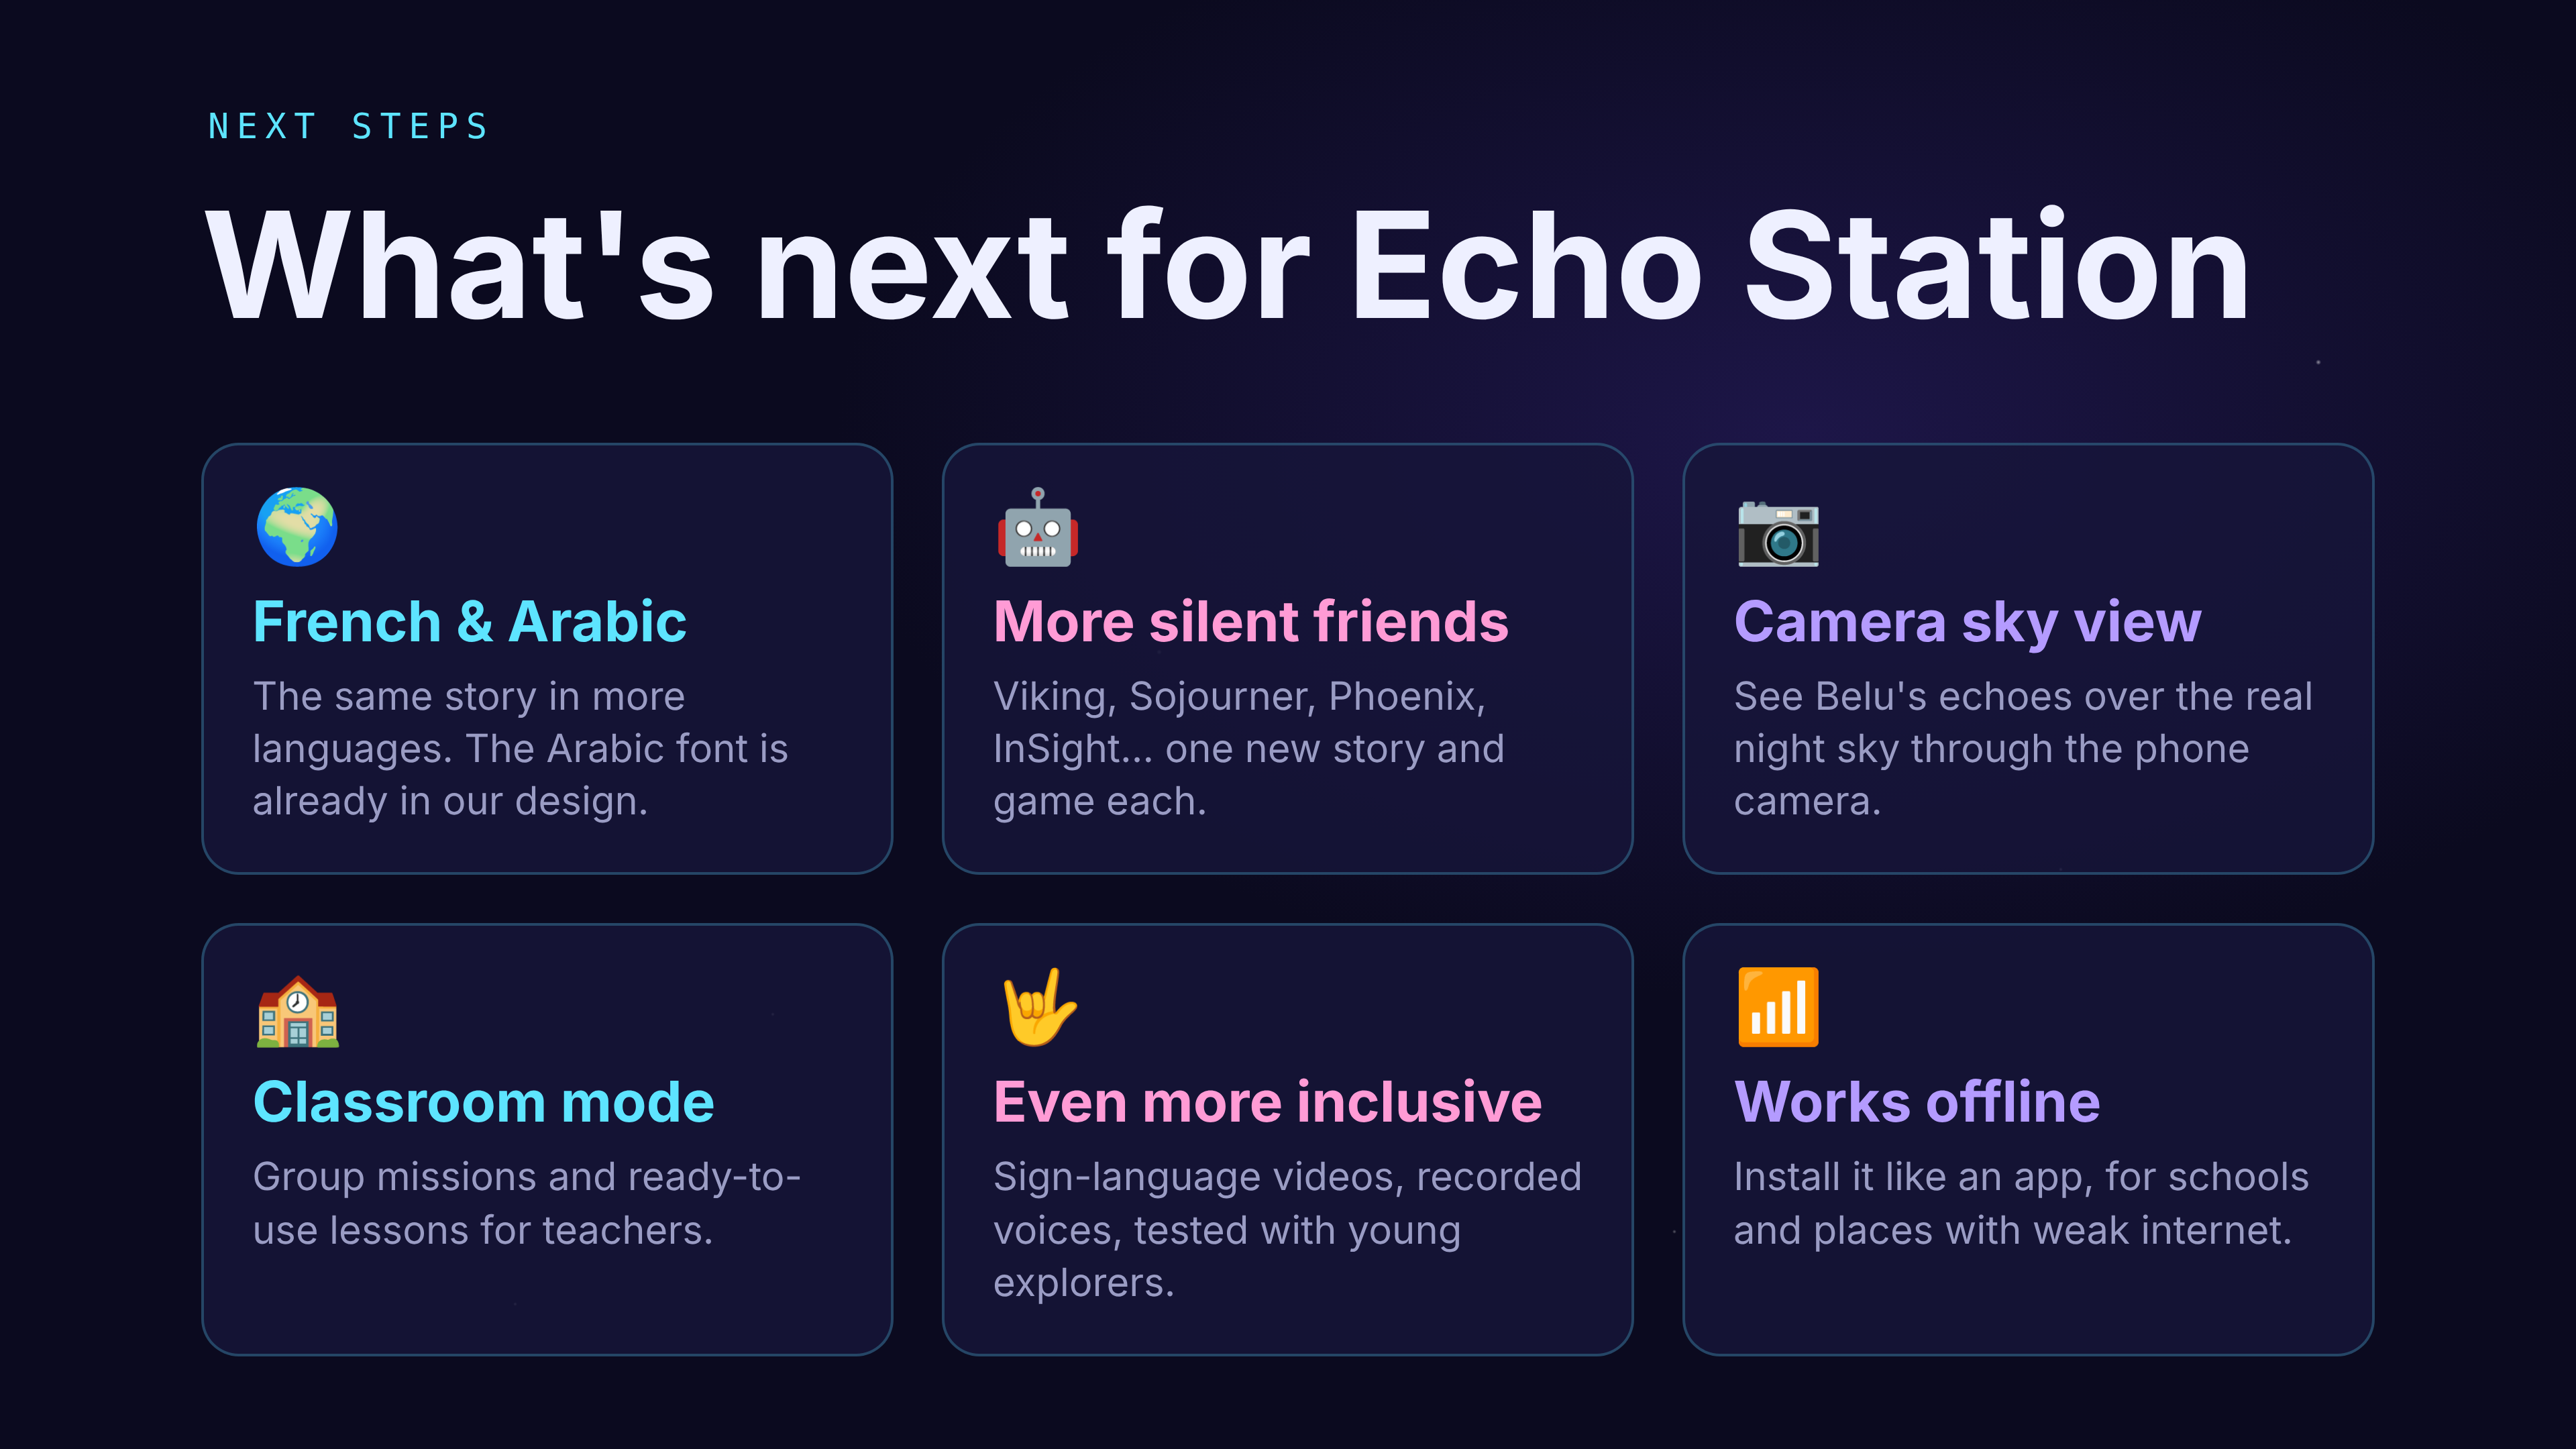 NEXT STEPS
What's next for Echo Station
French & Arabic
The same story in more
languages. The Arabic font is
already in our design.
More silent friends
Viking, Sojourner, Phoenix,
InSight... one new story and
game each.
Camera sky view
See Belu's echoes over the real
night sky through the phone
camera.
Classroom mode
Group missions and ready-to-
use lessons for teachers.
Even more inclusive
Sign-language videos, recorded
voices, tested with young
explorers.
Works offline
Install it like an app, for schools
and places with weak internet.